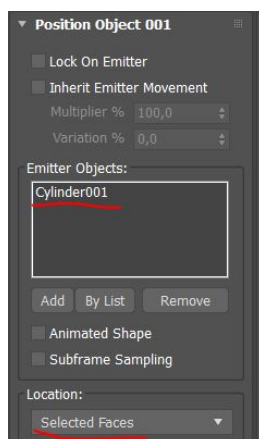 Position Object 001
Lock On Emitter
Inherit Emitter Movement
Multiplier % 100,0
Variation % 0,0
Emitter Objects:
Cylinder001
Add By List Remove
Animated Shape
Subframe Sampling
Location:
Selected Faces